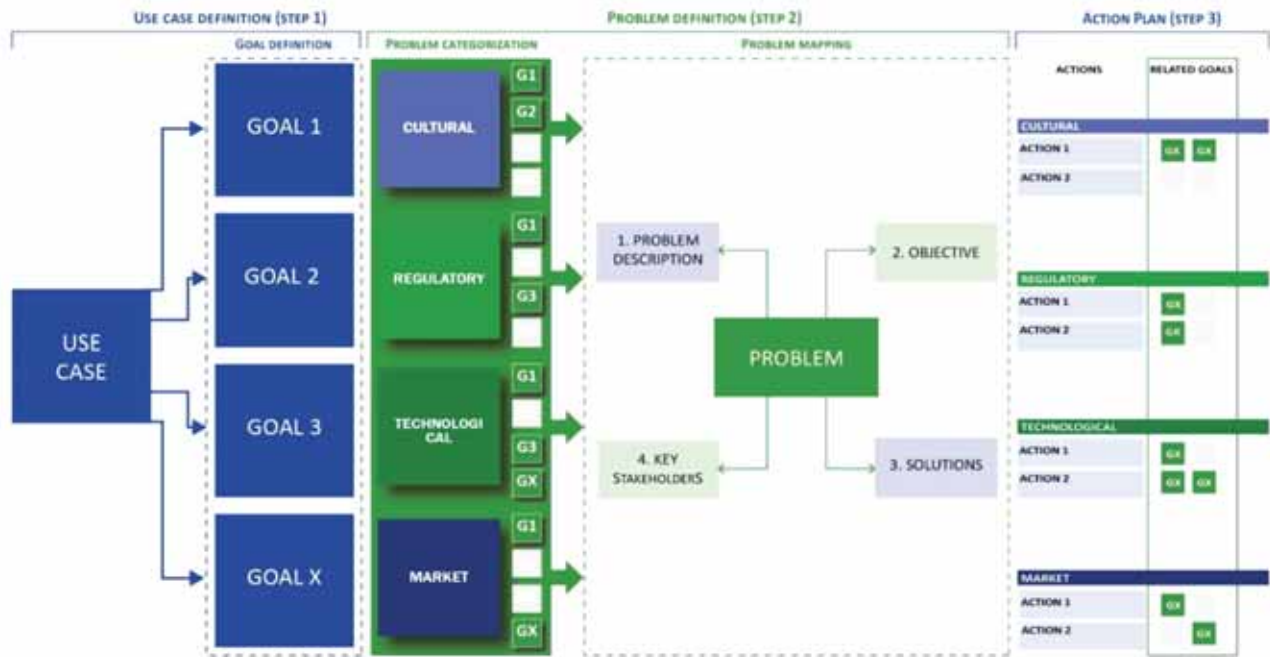 USE CASE DEFINITION (STEP 1)
PROBLEM DEFINITION (STEP 2)
ACTION PLAN (STEP 3)
GOAL DEFINITION
PROBLEM CATEGORIZATION
PROBLEM MAPPING
USE
CASE
GOAL 1
GOAL 2
GOAL 3
GOAL X
CULTURAL
G1
G2
REGULATORY
G1
G3
TECHNOLOGI
CAL
G1
G3
GX
MARKET
G1
GX
1. PROBLEM
DESCRIPTION
2. OBJECTIVE
PROBLEM
4. KEY
STAKEHOLDERS
3. SOLUTIONS
ACTIONS
RELATED GOALS
CULTURAL
ACTION 1
GX GX
ACTION 2
REGULATORY
ACTION 1
GX
ACTION 2
GX
TECHNOLOGICAL
ACTION 1
GX
ACTION 2
GX GX
MARKET
ACTION 1
GX
ACTION 2
GX